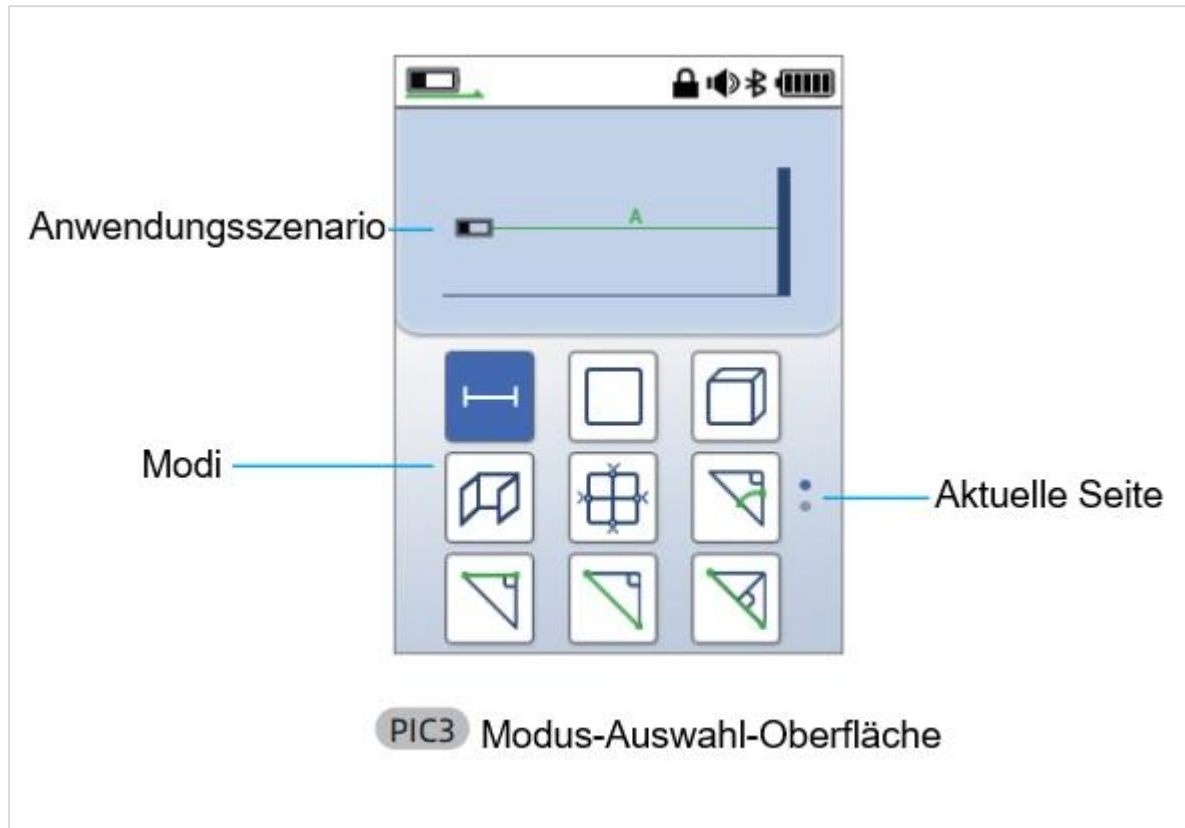 A
Anwendungsszenario
Modi
Aktuelle Seite
PIC3 Modus-Auswahl-Oberfläche